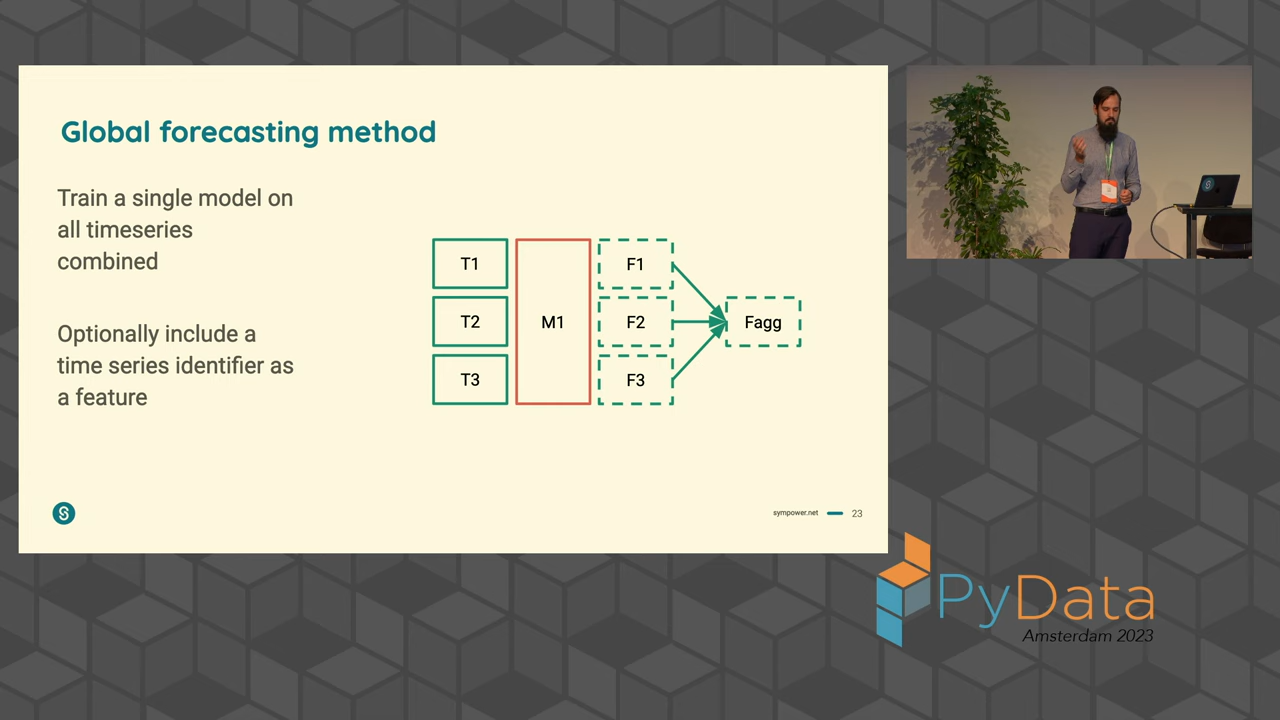 Global forecasting method
Train a single model on
all timeseries
combined
Optionally include a
time series identifier as
a feature
T1
T2
T3
M1
F1
F2
F3
Fagg
sympower.net
23
PyData
Amsterdam 2023